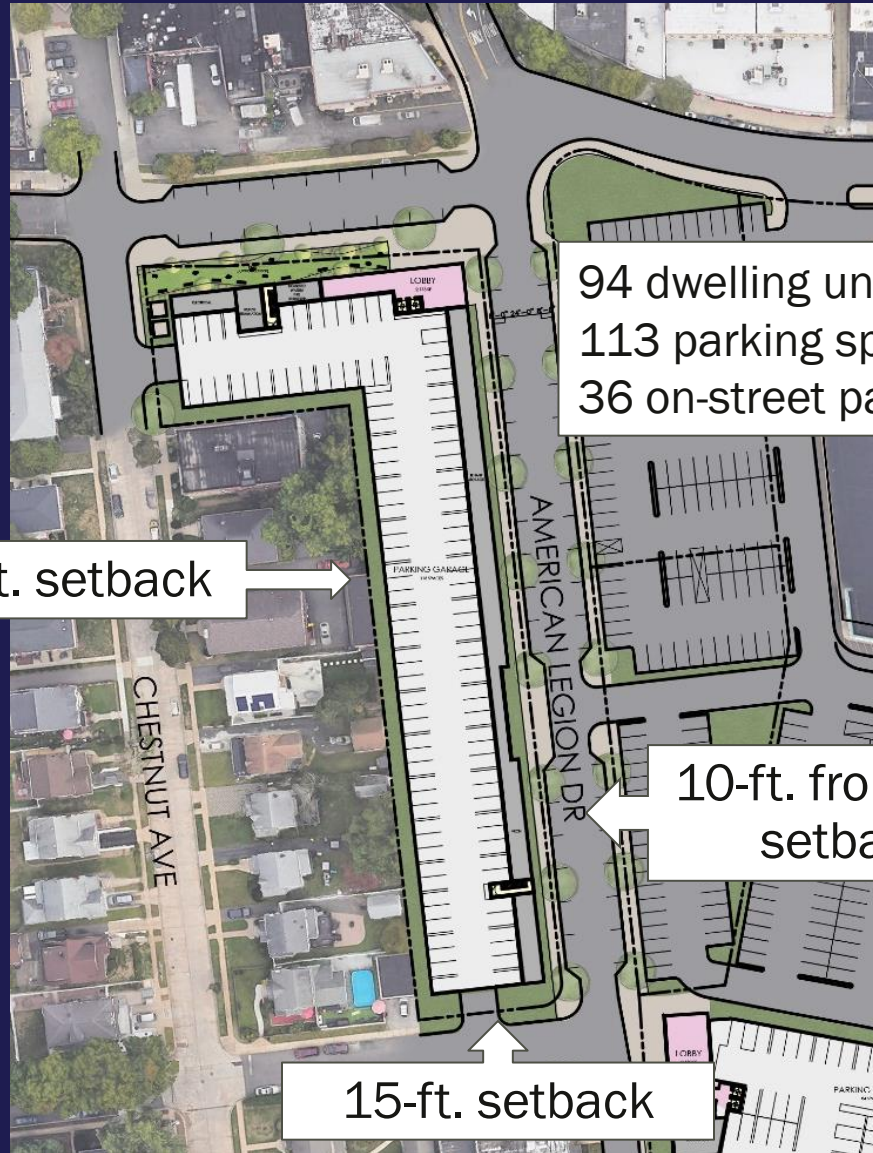 LOBBY
94 dwelling un
113 parking sp
36 on-street pa
PARKING GARAGE
t. setback
AMERICAN LEGION DR
CHESTNUT AVE
10-ft. fro
setba
15-ft. setback
LOBBY
PARKING